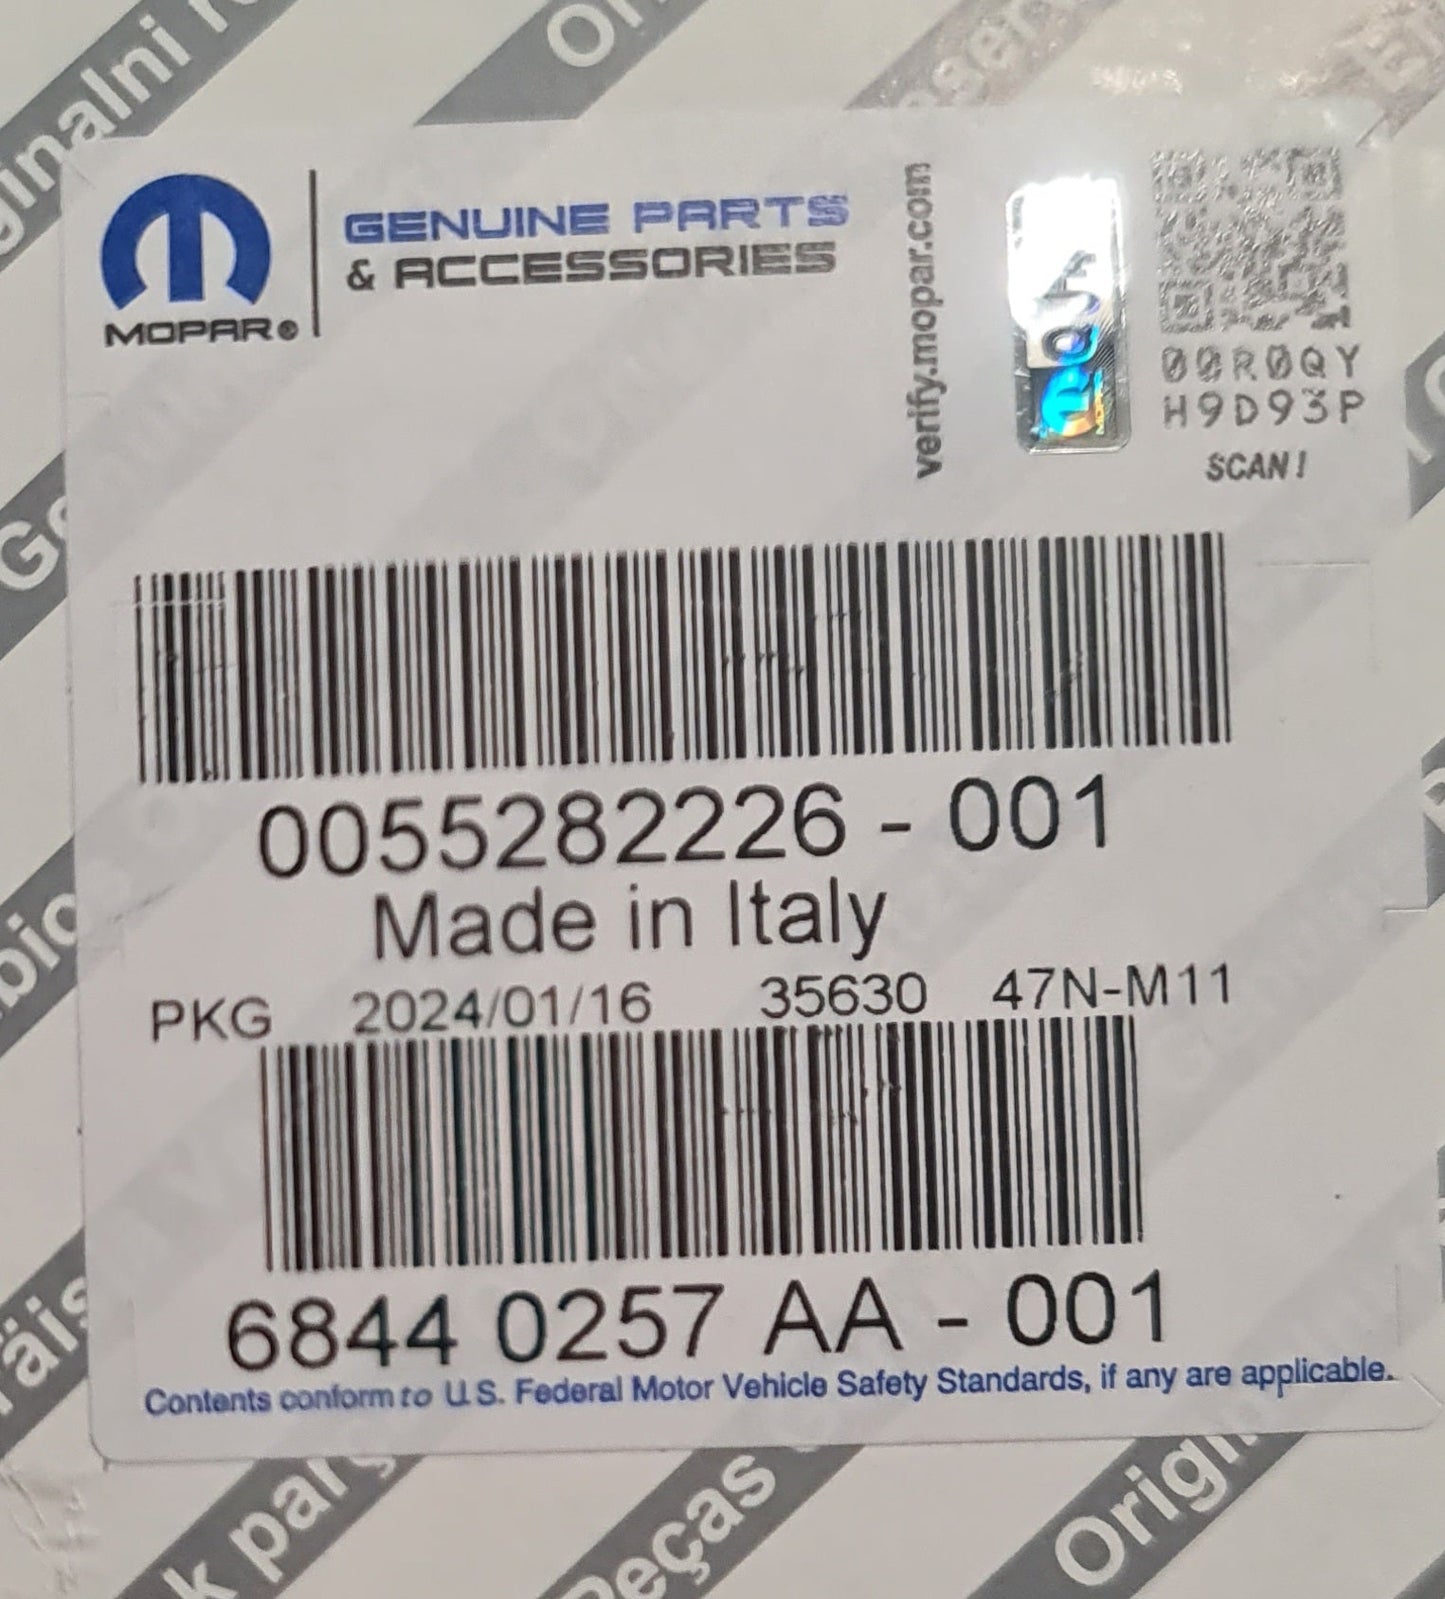 GENUINE PARTS
& ACCESSORIES
MOPAR®
verify.mopar.com
00R0QY
H9D93P
SCAN!
0055282226 - 001
Made in Italy
PKG 2024/01/16 35630 47N-M11
6844 0257 AA - 001
Contents conform to U.S. Federal Motor Vehicle Safety Standards, if any are applicable.
Peças